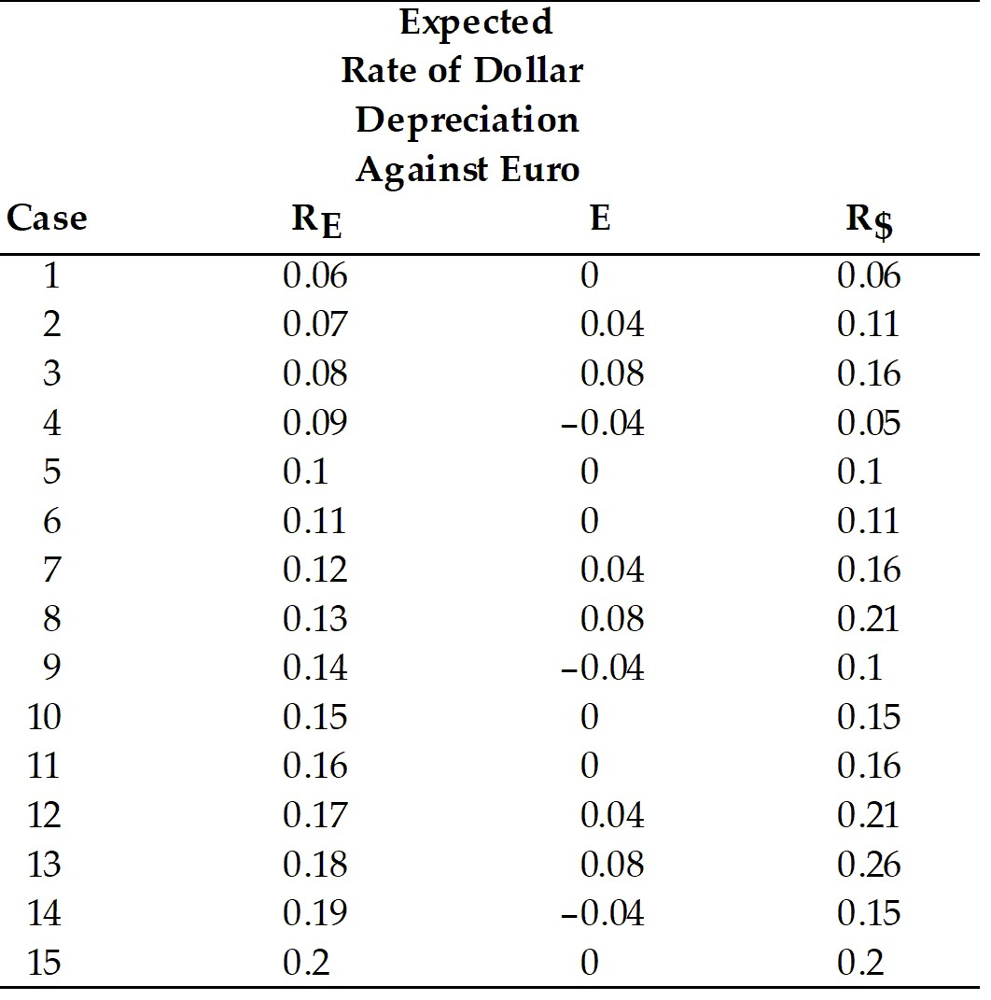 Expected
Rate of Dollar
Depreciation
Against Euro
Case RE E R$
1 0.06 0 0.06
2 0.07 0.04 0.11
3 0.08 0.08 0.16
4 0.09 –0.04 0.05
5 0.1 0 0.1
6 0.11 0 0.11
7 0.12 0.04 0.16
8 0.13 0.08 0.21
9 0.14 –0.04 0.1
10 0.15 0 0.15
11 0.16 0 0.16
12 0.17 0.04 0.21
13 0.18 0.08 0.26
14 0.19 –0.04 0.15
15 0.2 0 0.2